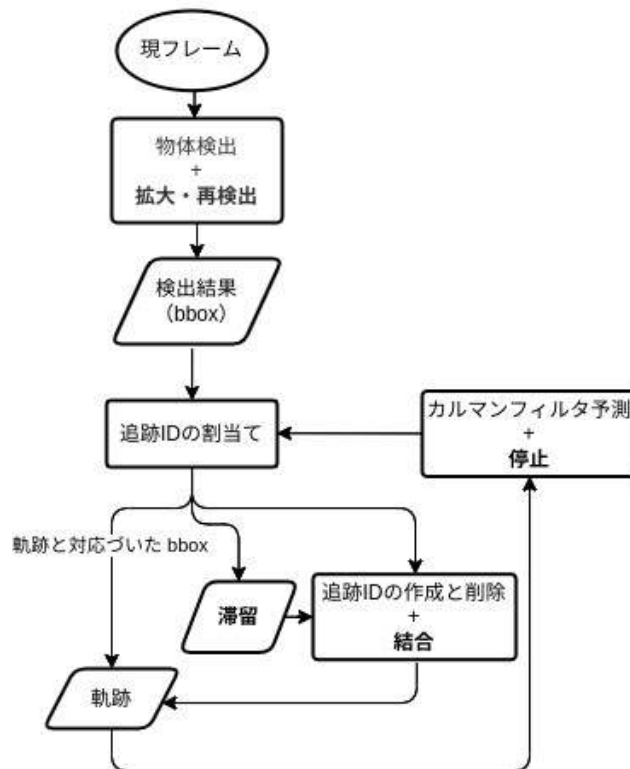 現フレーム
物体検出
+
拡大・再検出
検出結果
（bbox）
追跡IDの割当て
カルマンフィルタ予測
+
停止
軌跡と対応づいた bbox
滞留
追跡IDの作成と削除
+
結合
軌跡